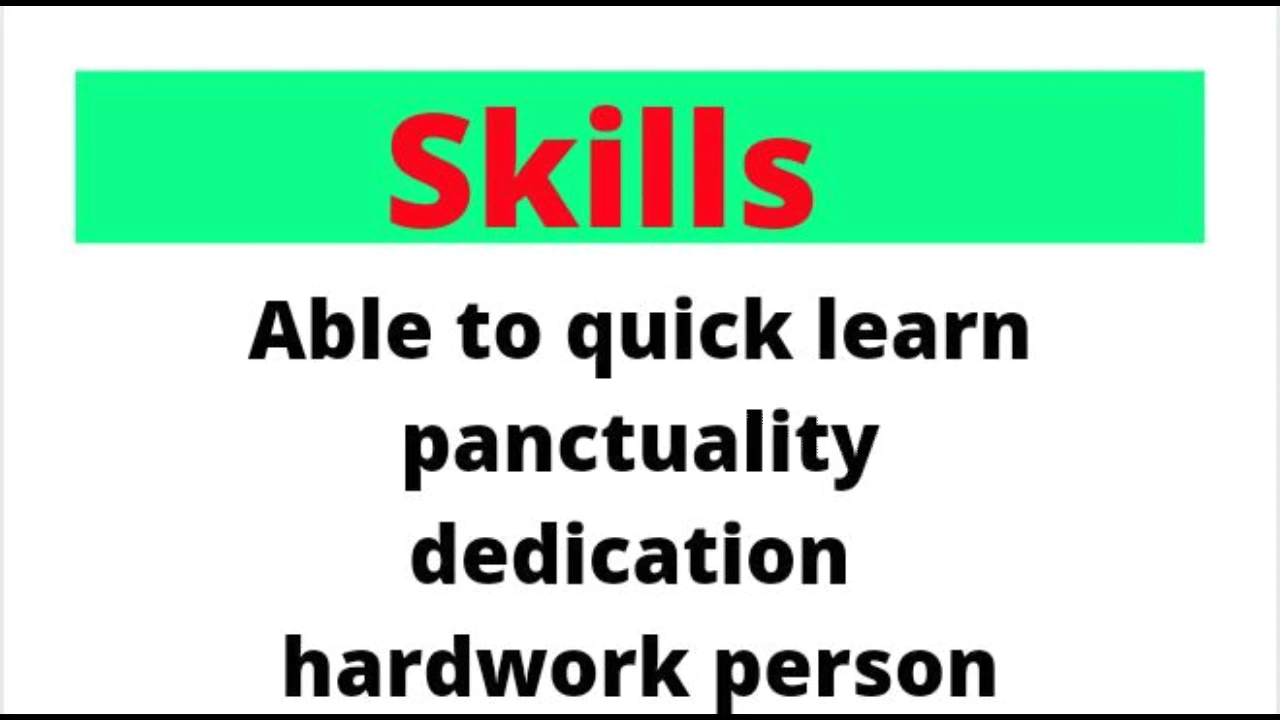 Skills
Able to quick learn
panctuality
dedication
hardwork person